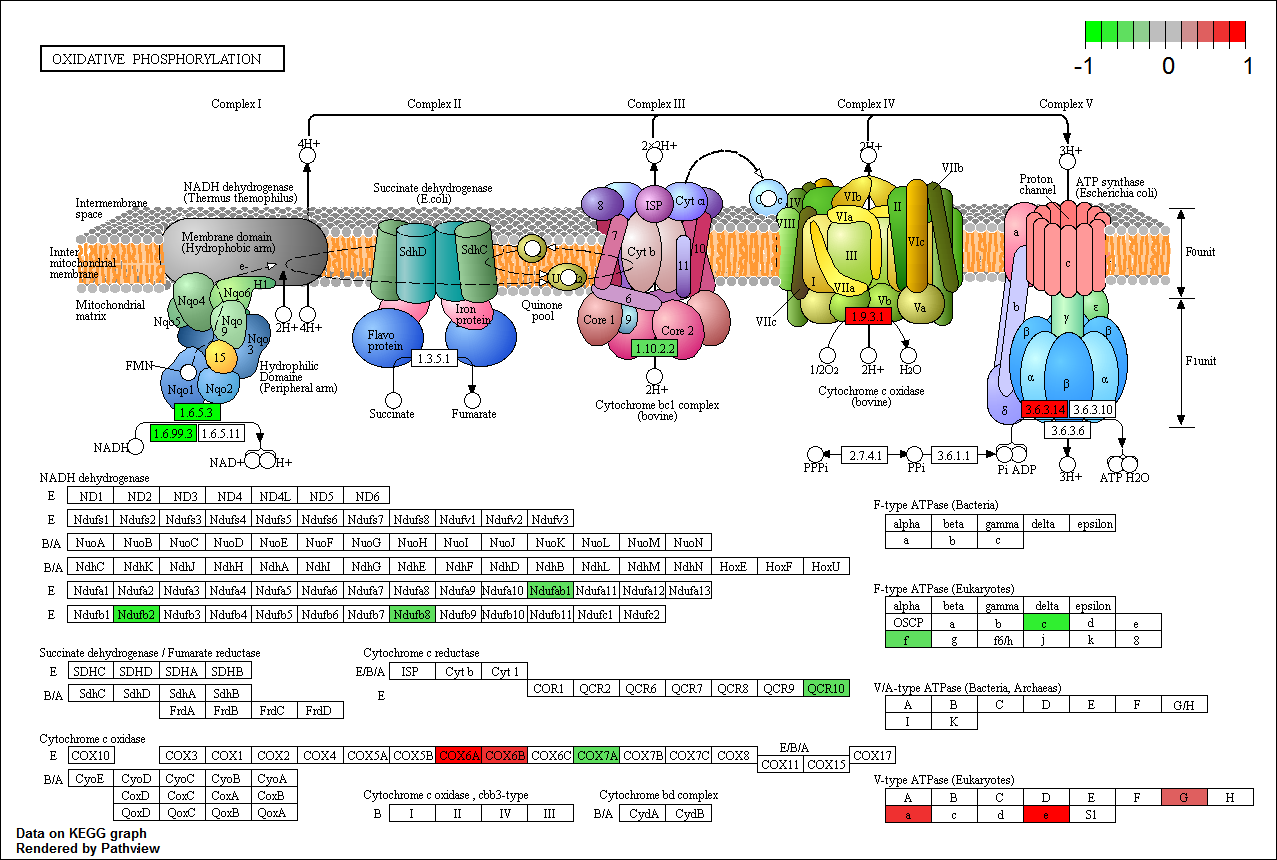 OXIDATIVE PHOSPHORYLATION
-1 0 1
Complex I Complex II Complex III Complex IV Complex V
4H+ 2×2H+ 2H+ 3H+
NADH dehydrogenase
(Thermus themophilus)
Succinate dehydrogenase
(E.coli)
VIIb
Proton
channel
ATP synthase
(Escherichia coli)
Intermembrane
space
8 ISP Cyt c1 C c IV VIb II
VIII VIa
Membrane domain
(Hydrophobic arm)
SdhD SdhC
7 Cyt b 10
a
VIc
Innter
mitochondrial
membrane
e- 11 III c
F0unit
H1 U 2 I VIIa
Nqo4 Nqo6 6 Vb Va b ε
Mitochondrial
matrix
Quinone
pool
VIIc
Nqo5 Nqo
9
Nqo
3
2H+ 4H+
Iron
protein
Core 1 9 Core 2
1.9.3.1
γ
β β
Flavo
protein
1.10.2.2
15
F1unit
FMN
1.3.5.1
Hydrophilic
Domaine
(Peripheral arm)
1/2O2 2H+ H2O
2H+
α β α
Nqo1 Nqo2
Cytochrome c oxidase
(bovine)
Succinate Fumarate
Cytochrome bc1 complex
(bovine)
δ
1.6.5.3
3.6.3.14 3.6.3.10
1.6.99.3 1.6.5.11
3.6.3.6
NADH NAD+ H+
2.7.4.1 3.6.1.1
PPPi PPi Pi ADP 3H+ ATP H2O
NADH dehydrogenase
E ND1 ND2 ND3 ND4 ND4L ND5 ND6
E Ndufs1 Ndufs2 Ndufs3 Ndufs4 Ndufs5 Ndufs6 Ndufs7 Ndufs8 Ndufv1 Ndufv2 Ndufv3
B/A NuoA NuoB NuoC NuoD NuoE NuoF NuoG NuoH NuoI NuoJ NuoK NuoL NuoM NuoN
B/A NdhC NdhK NdhJ NdhH NdhA NdhI NdhG NdhE NdhF NdhD NdhB NdhL NdhM NdhN HoxE HoxF HoxU
E Ndufa1 Ndufa2 Ndufa3 Ndufa4 Ndufa5 Ndufa6 Ndufa7 Ndufa8 Ndufa9 Ndufa10 Ndufab1 Ndufa11 Ndufa12 Ndufa13
E Ndufb1 Ndufb2 Ndufb3 Ndufb4 Ndufb5 Ndufb6 Ndufb7 Ndufb8 Ndufb9 Ndufb10 Ndufb11 Ndufc1 Ndufc2
F-type ATPase (Bacteria)
alpha beta gamma delta epsilon
a b c
F-type ATPase (Eukaryotes)
alpha beta gamma delta epsilon
OSCP a b c d e
f g f6/h j k 8
Succinate dehydrogenase / Fumarate reductase
E SDHC SDHD SDHA SDHB
B/A SdhC SdhD SdhA SdhB
FrdA FrdB FrdC FrdD
Cytochrome c reductase
E/B/A ISP Cyt b Cyt 1
E COR1 QCR2 QCR6 QCR7 QCR8 QCR9 QCR10
V/A-type ATPase (Bacteria, Archaeas)
A B C D E F G/H
I K
Cytochrome c oxidase
E COX10 COX3 COX1 COX2 COX4 COX5A COX5B COX6A COX6B COX6C COX7A COX7B COX7C COX8 E/B/A COX17
COX11 COX15
B/A CyoE CyoD CyoC CyoB CyoA
CoxD CoxC CoxA CoxB
QoxD QoxC QoxB QoxA
Cytochrome c oxidase , cbb3-type
B I II IV III
Cytochrome bd complex
B/A CydA CydB
V-type ATPase (Eukaryotes)
A B C D E F G H
a c d e S1
Data on KEGG graph
Rendered by Pathview